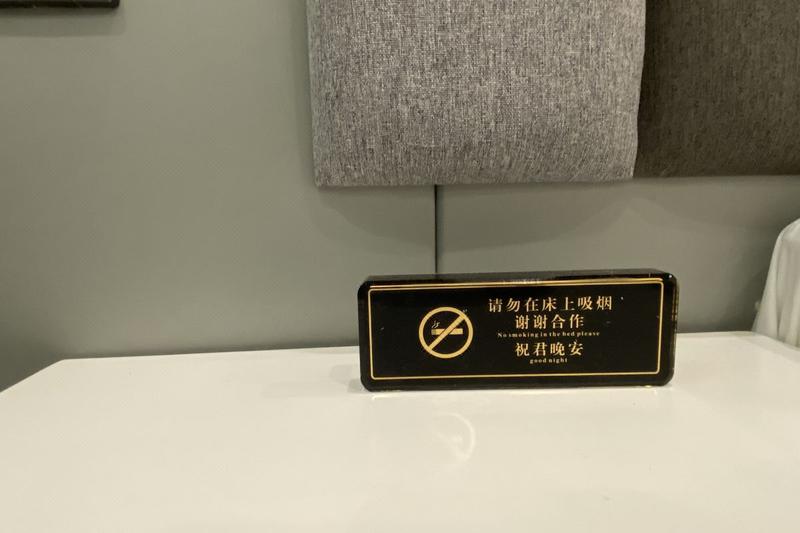 请勿在床上吸烟
谢谢合作
No smoking in the bed please
祝君晚安
good night